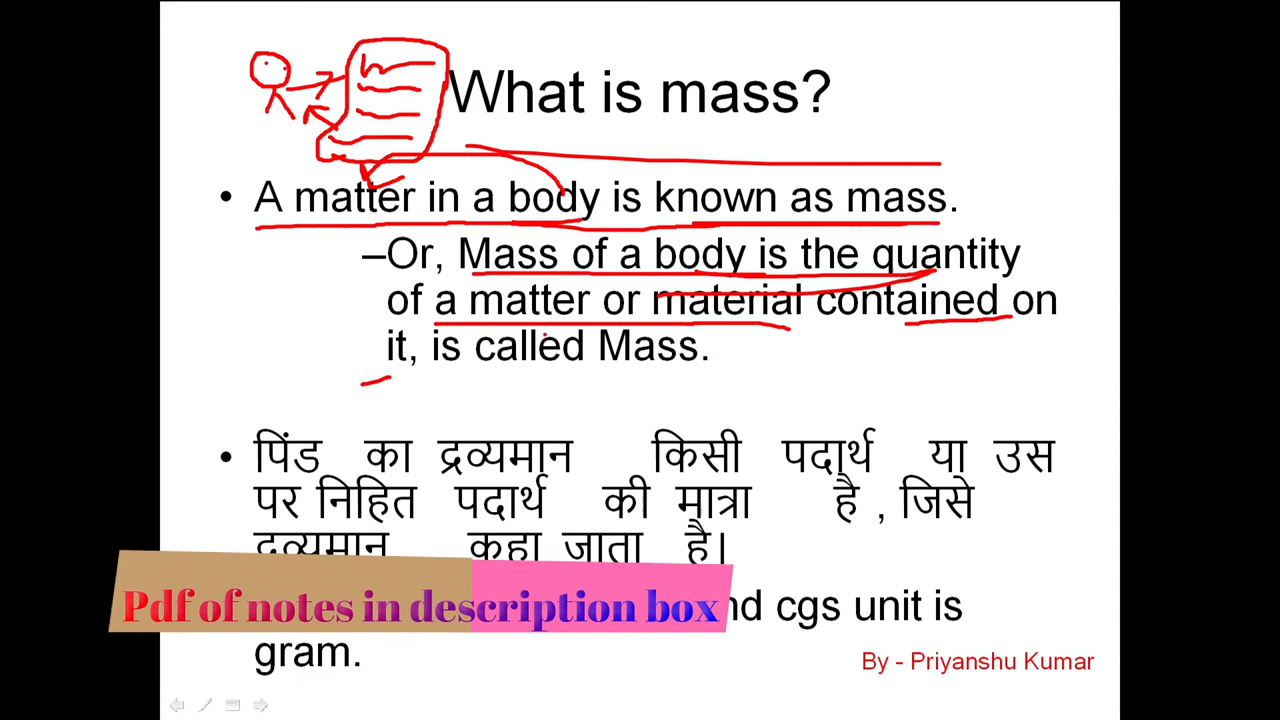 What is mass?
• A matter in a body is known as mass.
–Or, Mass of a body is the quantity
of a matter or material contained on
it, is called Mass.
• पिंड का द्रव्यमान किसी पदार्थ या उस
पर निहित पदार्थ की मात्रा है , जिसे
द्रव्यमान कहा जाता है।
Pdf of notes in description box
cgs unit is
gram.
By - Priyanshu Kumar